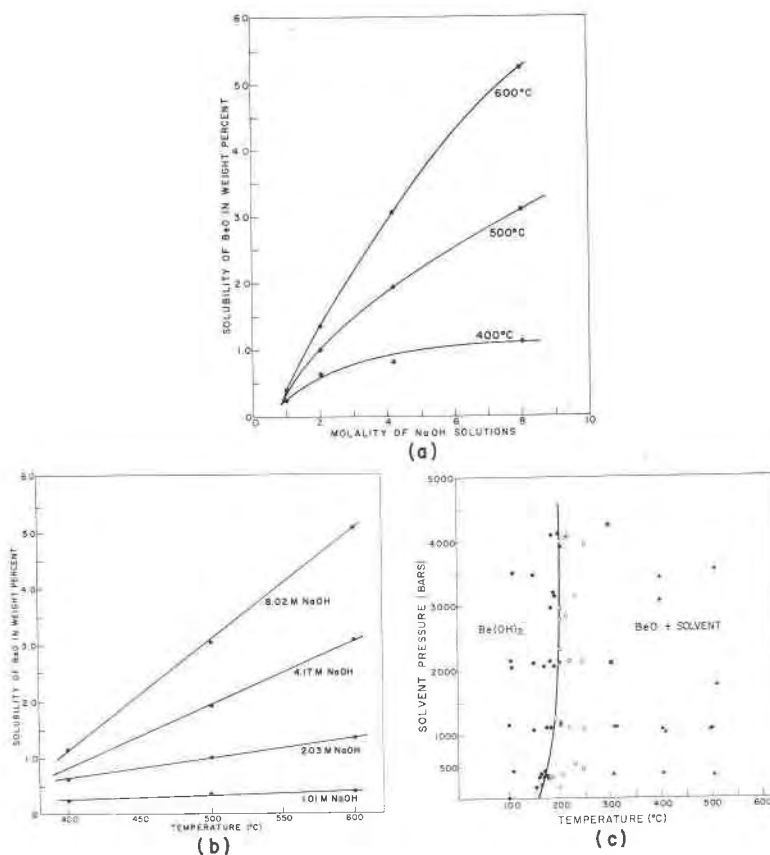 SOLUBILITY OF BeO IN WEIGHT PERCENT
6.0
5.0
4.0
3.0
2.0
1.0
0
0
2
4
6
8
10
600°C
500°C
400°C
MOLALITY OF NaOH SOLUTIONS
(a)
SOLUBILITY OF BeO IN WEIGHT PERCENT
6.0
5.0
4.0
3.0
2.0
1.0
0
400
450
500
550
600
8.02 M NaOH
4.17 M NaOH
2.03 M NaOH
1.01 M NaOH
TEMPERATURE (°C)
(b)
SOLVENT PRESSURE (BARS)
5000
4000
3000
2000
1000
500
100
200
300
400
500
600
Be(OH)2
BeO + SOLVENT
TEMPERATURE (°C)
(c)